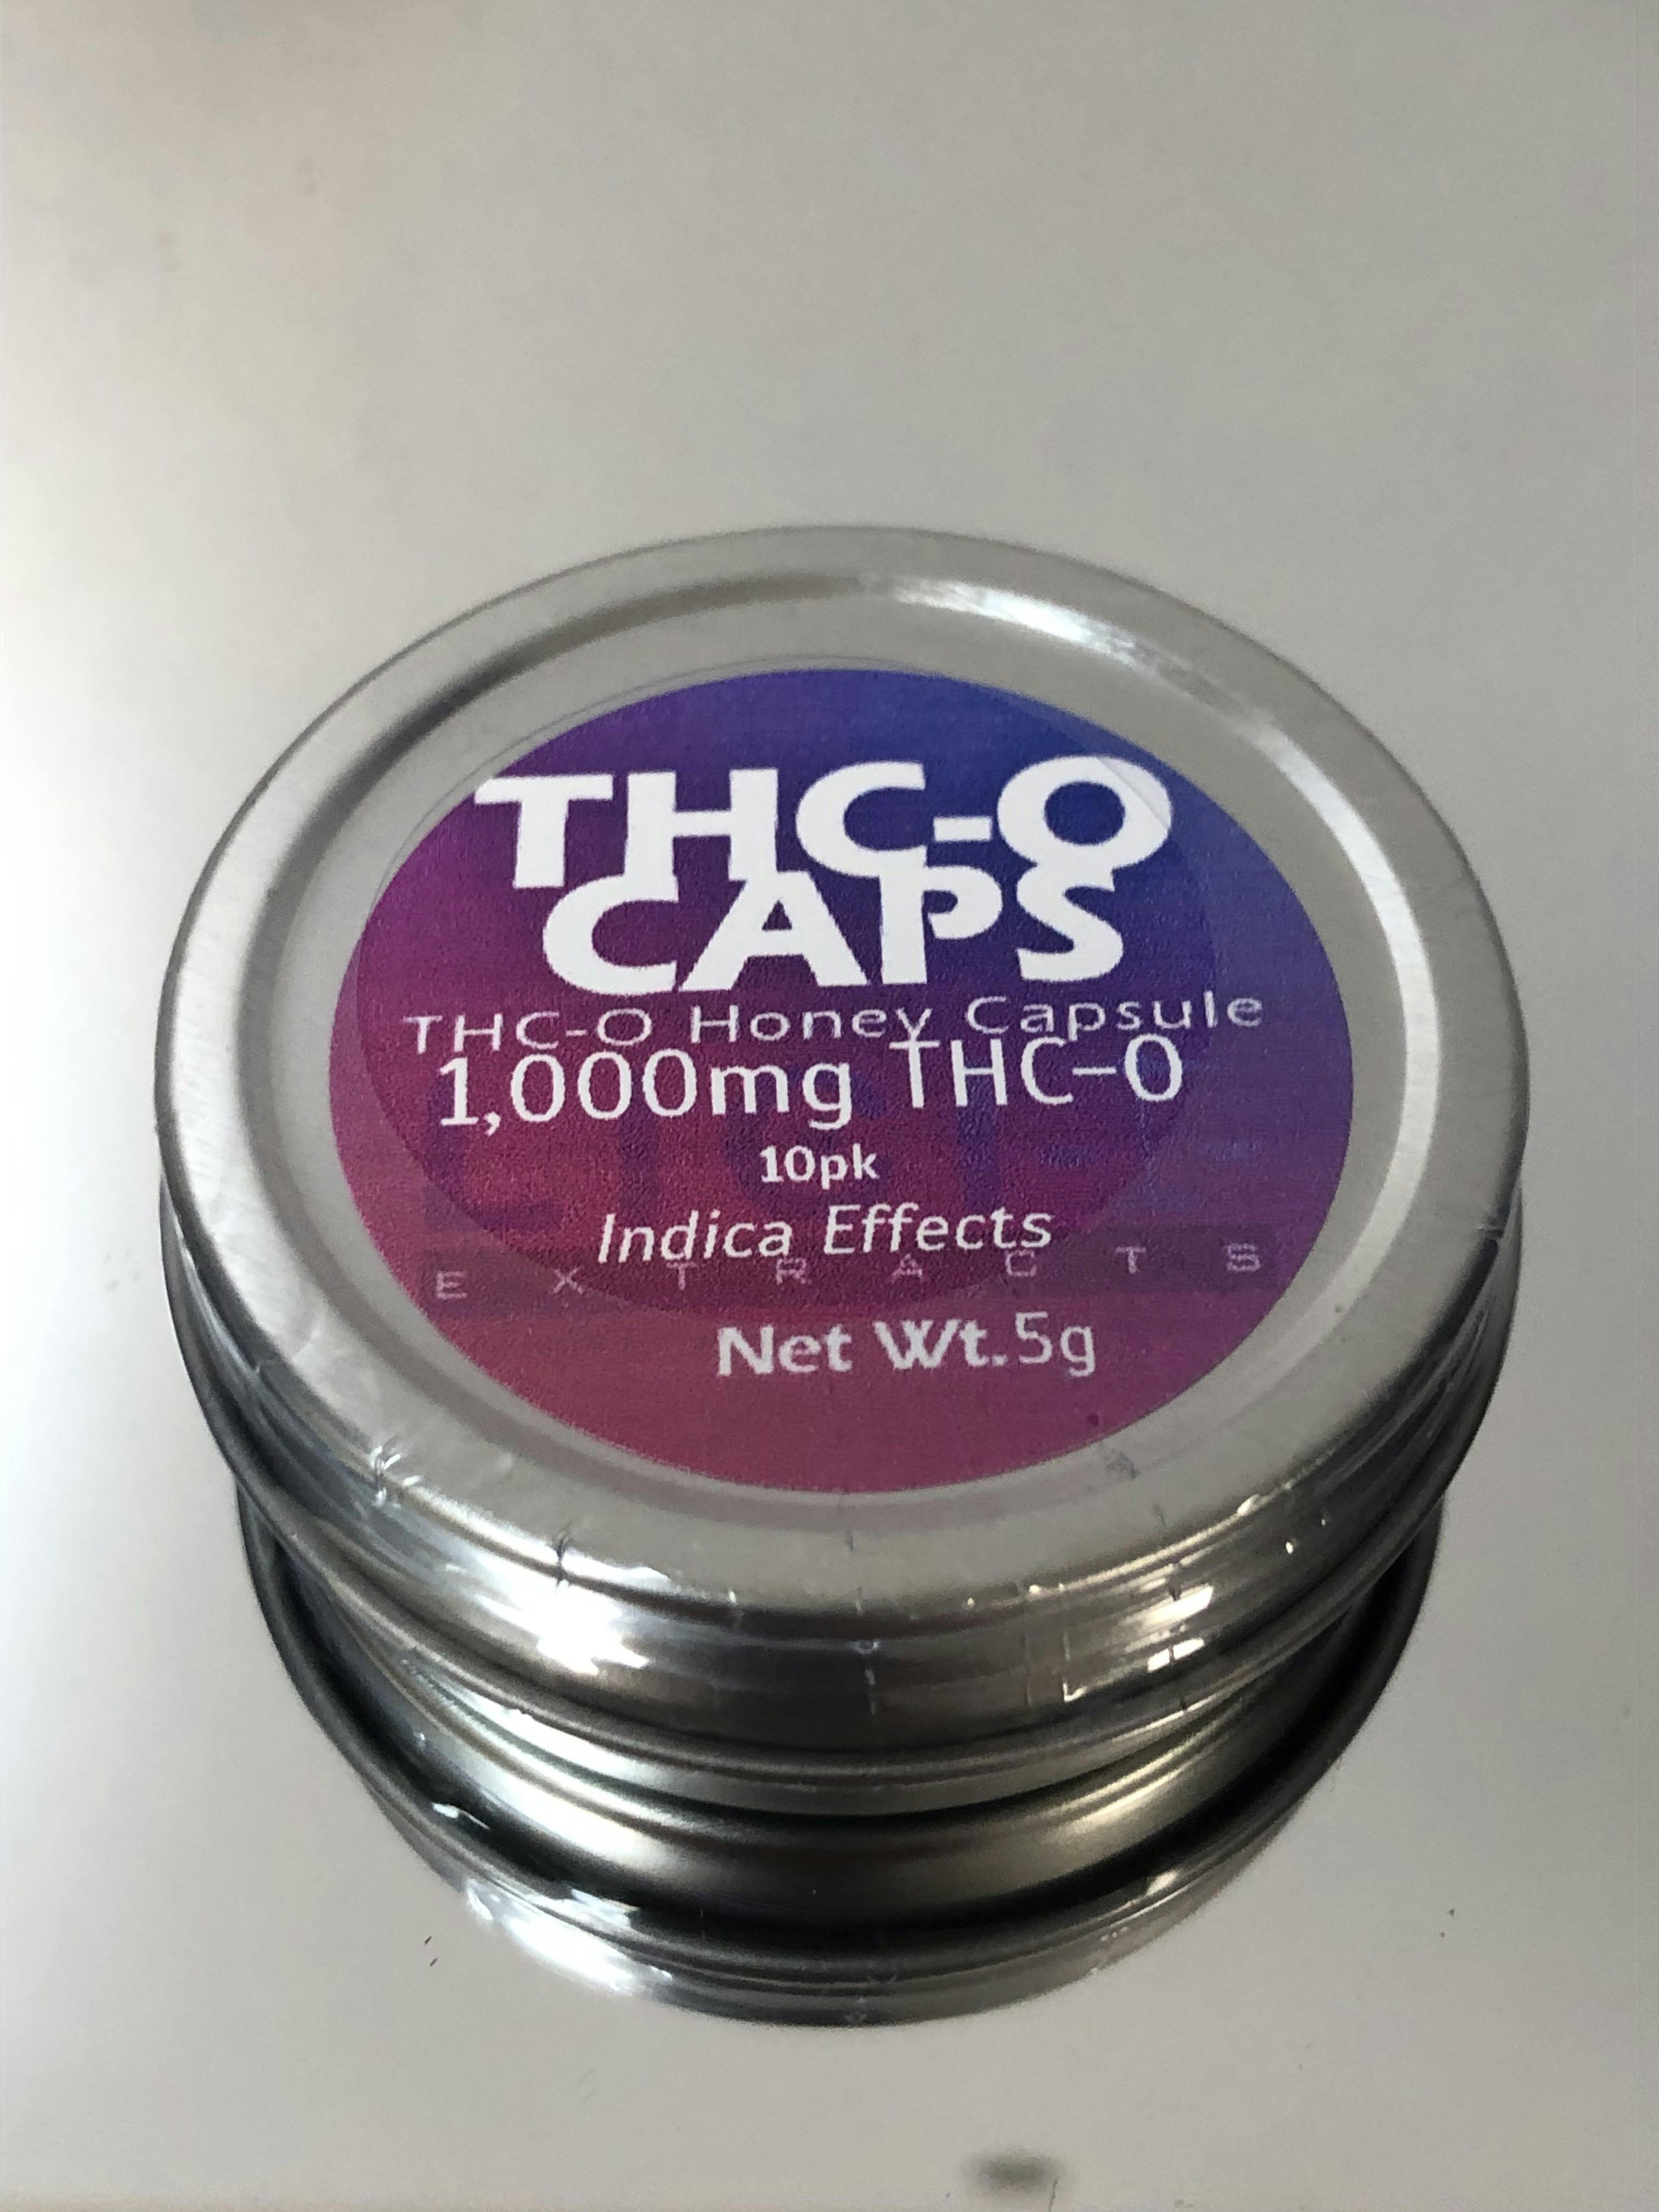 THC-O
CAPS
THC-O Honey Capsule
1,000mg THC-O
10pk
Indica Effects
EXTRACTS
Net Wt.5g